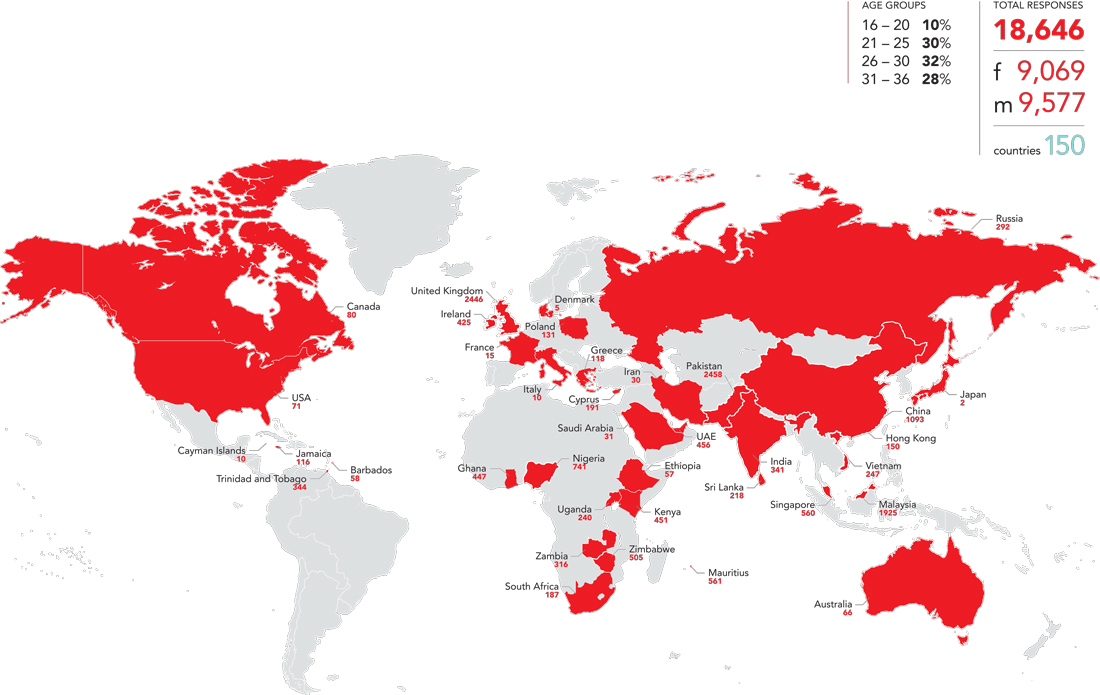 AGE GROUPS
16 – 20 10%
21 – 25 30%
26 – 30 32%
31 – 36 28%
TOTAL RESPONSES
18,646
f 9,069
m 9,577
countries 150
Russia
292
Canada
80
United Kingdom
2446
Ireland
425
Denmark
5
Poland
131
France
15
Greece
118
Iran
30
Pakistan
2458
Italy
10
Cyprus
191
USA
71
Japan
2
China
1093
Saudi Arabia
31
UAE
456
Hong Kong
150
Cayman Islands
10
Jamaica
116
Barbados
58
Trinidad and Tobago
344
Ghana
447
Nigeria
741
Ethiopia
57
India
341
Vietnam
247
Sri Lanka
218
Singapore
560
Malaysia
1925
Uganda
240
Kenya
451
Zambia
316
Zimbabwe
505
Mauritius
561
South Africa
187
Australia
66